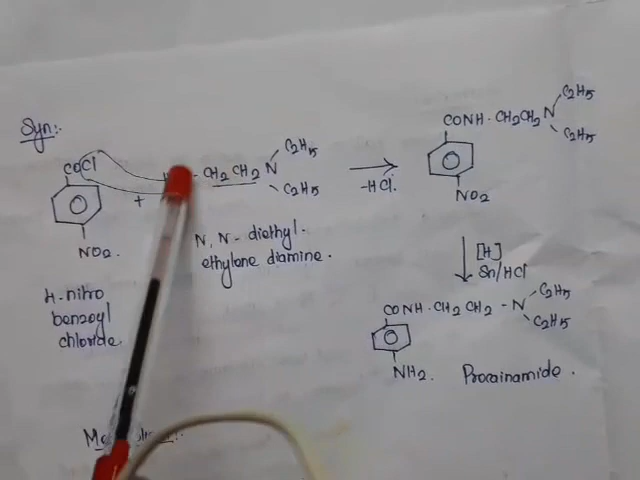 Syn:-
COCl
+
- CH2 CH2 N
C2H5
C2H5
NO2.
4-nitro
benzoyl
chloride
N, N- diethyl.
ethylene diamine.
-HCl.
CONH. CH2CH2 N
C2H5
C2H5
NO2
[H]
Sn/HCl
CONH. CH2 CH2 - N
C2H5
C2H5
NH2.
Procainamide.